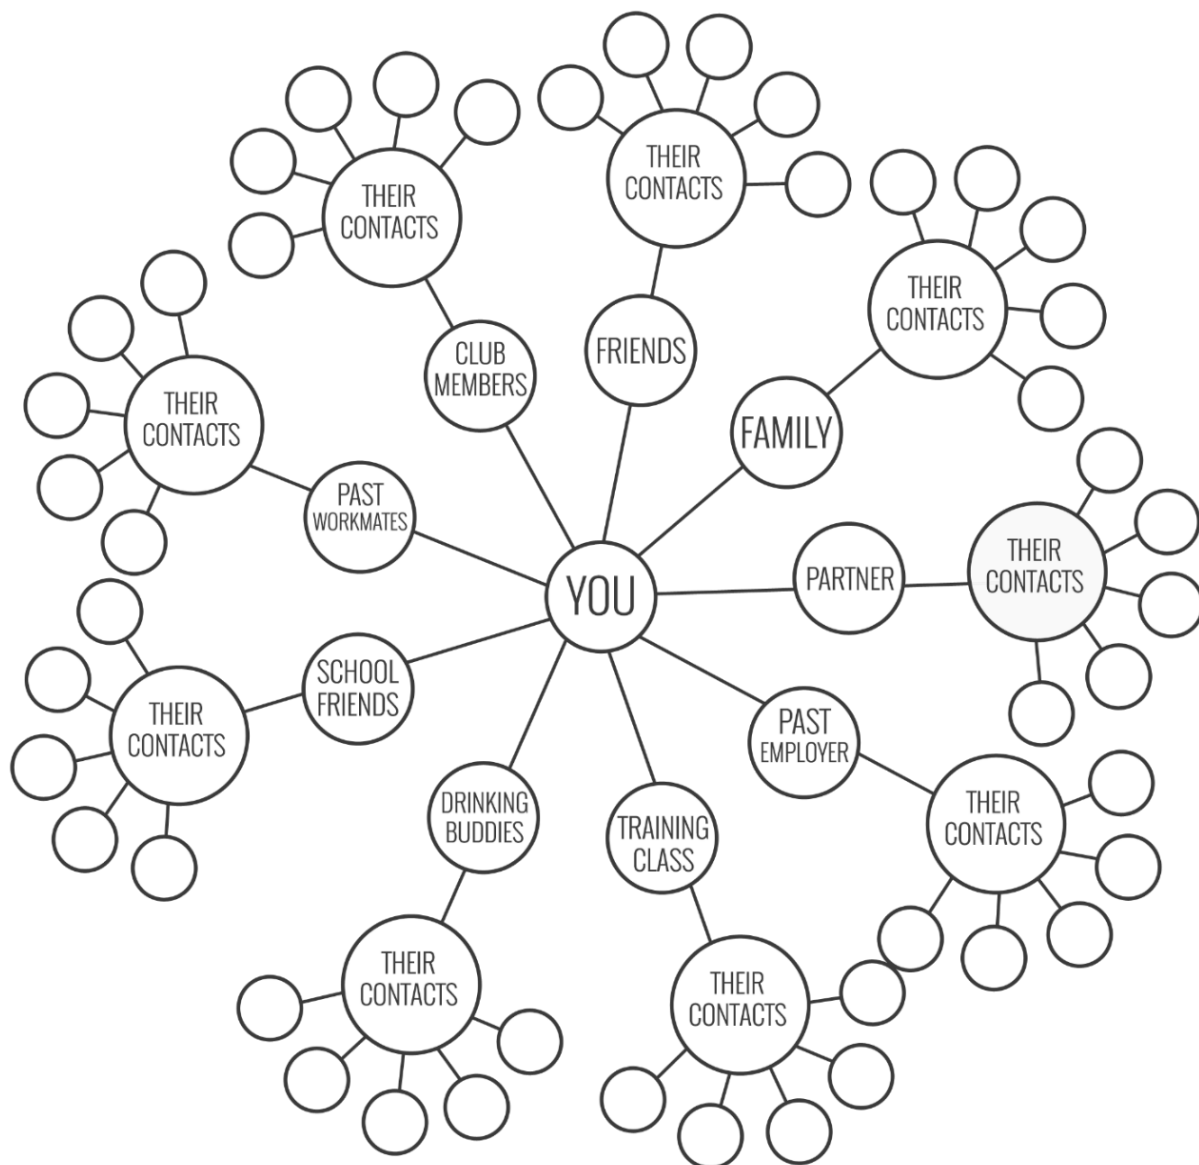 THEIR
CONTACTS
THEIR
CONTACTS
THEIR
CONTACTS
CLUB
MEMBERS
FRIENDS
FAMILY
THEIR
CONTACTS
PAST
WORKMATES
YOU
PARTNER
THEIR
CONTACTS
SCHOOL
FRIENDS
THEIR
CONTACTS
PAST
EMPLOYER
DRINKING
BUDDIES
TRAINING
CLASS
THEIR
CONTACTS
THEIR
CONTACTS
THEIR
CONTACTS